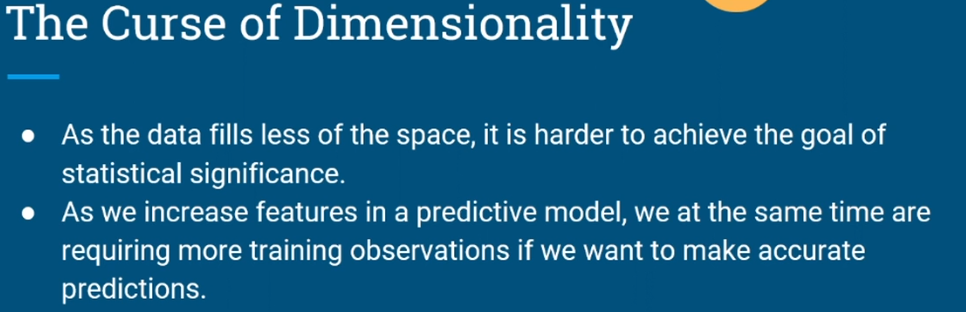 The Curse of Dimensionality
● As the data fills less of the space, it is harder to achieve the goal of
statistical significance.
● As we increase features in a predictive model, we at the same time are
requiring more training observations if we want to make accurate
predictions.